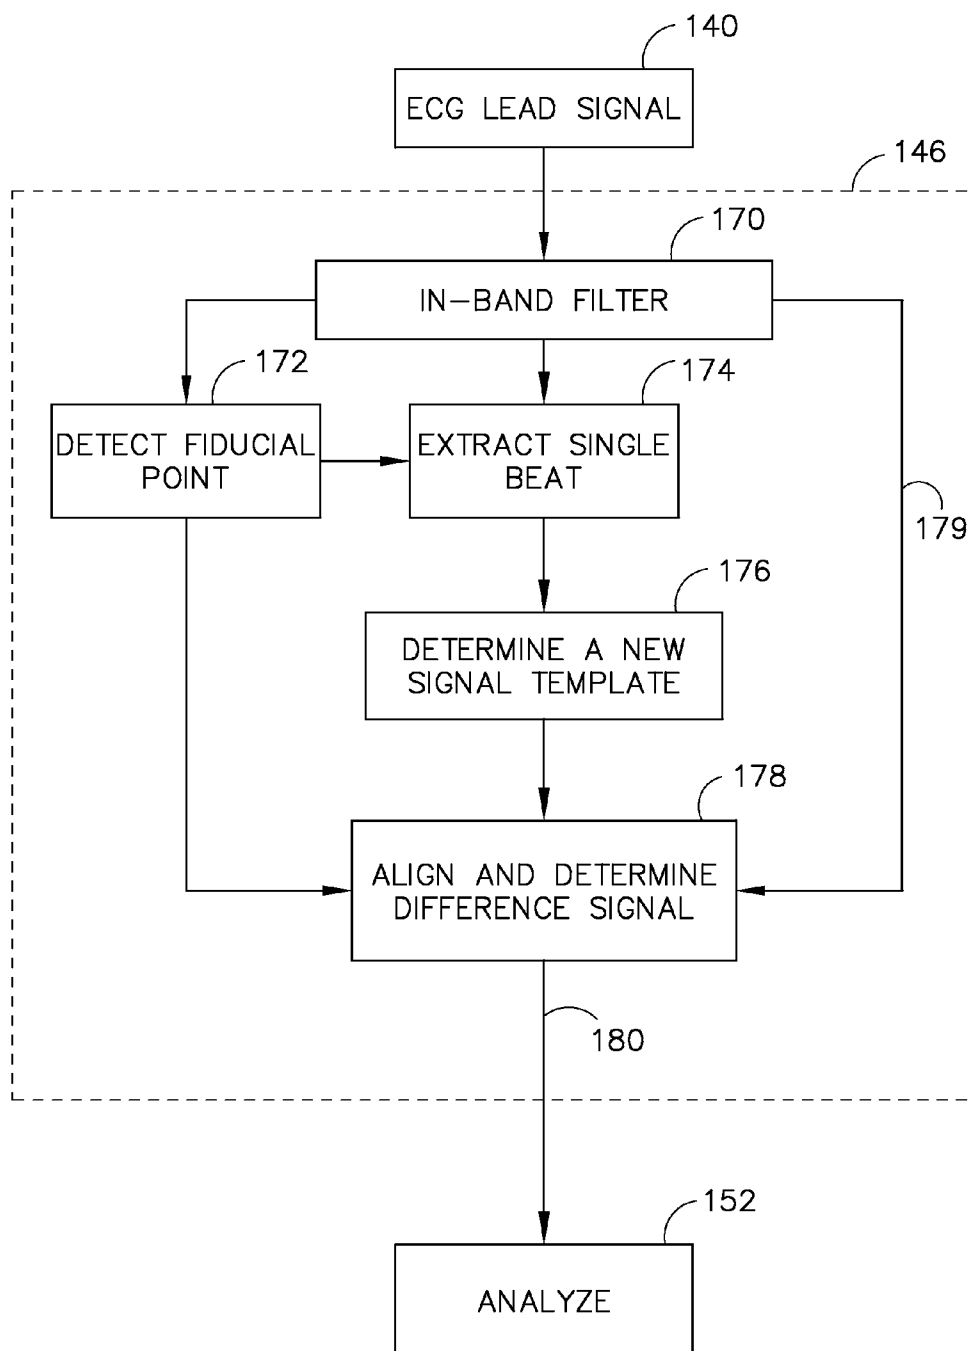 140
ECG LEAD SIGNAL
146
170
IN-BAND FILTER
172
174
DETECT FIDUCIAL
POINT
EXTRACT SINGLE
BEAT
179
176
DETERMINE A NEW
SIGNAL TEMPLATE
178
ALIGN AND DETERMINE
DIFFERENCE SIGNAL
180
152
ANALYZE